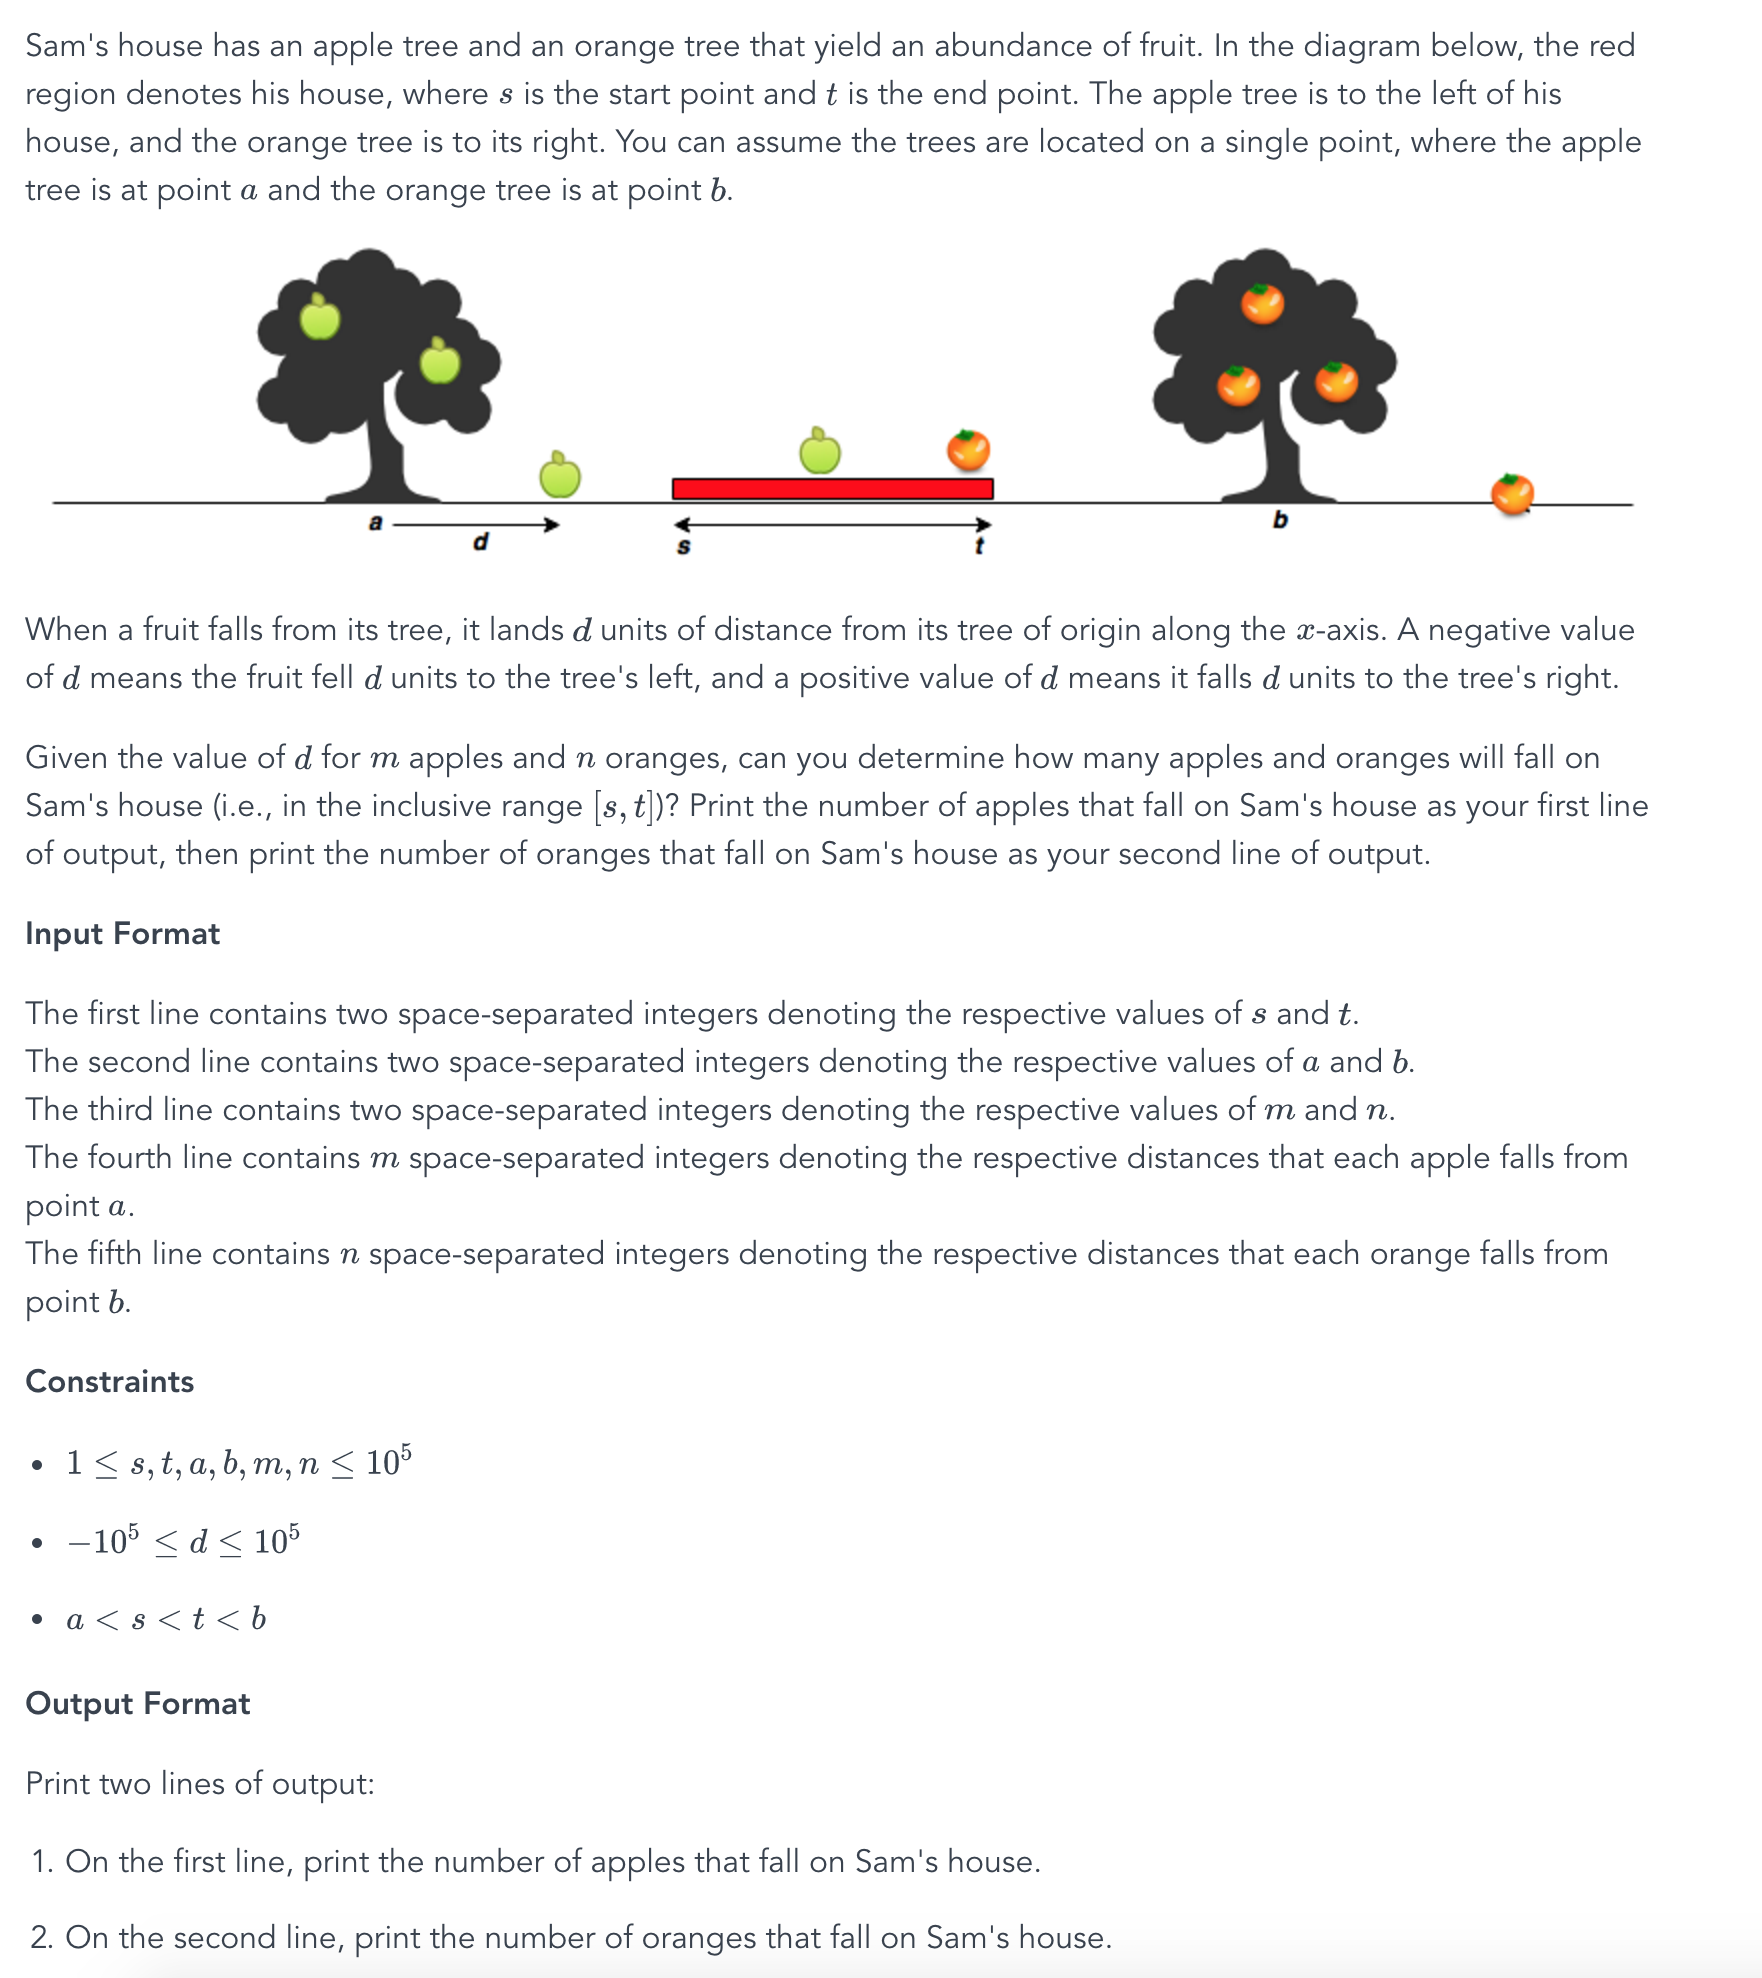 Sam's house has an apple tree and an orange tree that yield an abundance of fruit. In the diagram below, the red
region denotes his house, where s is the start point and t is the end point. The apple tree is to the left of his
house, and the orange tree is to its right. You can assume the trees are located on a single point, where the apple
tree is at point a and the orange tree is at point b.
a
d
s
t
b
When a fruit falls from its tree, it lands d units of distance from its tree of origin along the x-axis. A negative value
of d means the fruit fell d units to the tree's left, and a positive value of d means it falls d units to the tree's right.
Given the value of d for m apples and n oranges, can you determine how many apples and oranges will fall on
Sam's house (i.e., in the inclusive range [s, t])? Print the number of apples that fall on Sam's house as your first line
of output, then print the number of oranges that fall on Sam's house as your second line of output.
Input Format
The first line contains two space-separated integers denoting the respective values of s and t.
The second line contains two space-separated integers denoting the respective values of a and b.
The third line contains two space-separated integers denoting the respective values of m and n.
The fourth line contains m space-separated integers denoting the respective distances that each apple falls from
point a.
The fifth line contains n space-separated integers denoting the respective distances that each orange falls from
point b.
Constraints
• 1 ≤ s, t, a, b, m, n ≤ 10⁵
• −10⁵ ≤ d ≤ 10⁵
• a < s < t < b
Output Format
Print two lines of output:
1. On the first line, print the number of apples that fall on Sam's house.
2. On the second line, print the number of oranges that fall on Sam's house.